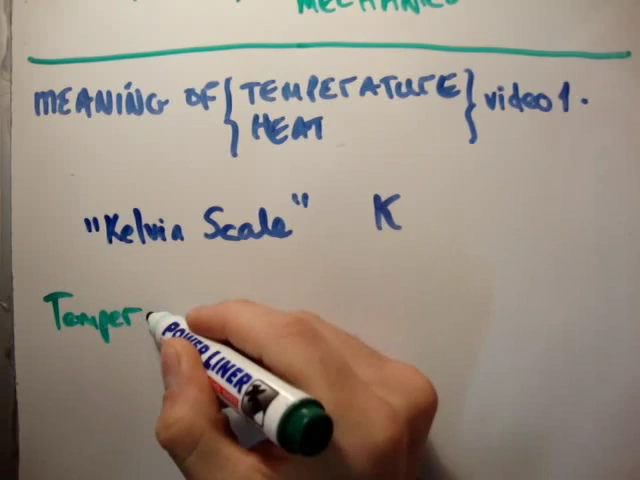 MECHANICS
MEANING OF { TEMPERATURE } video 1.
HEAT
"Kelvin Scale" K
Temper
POWER LINER